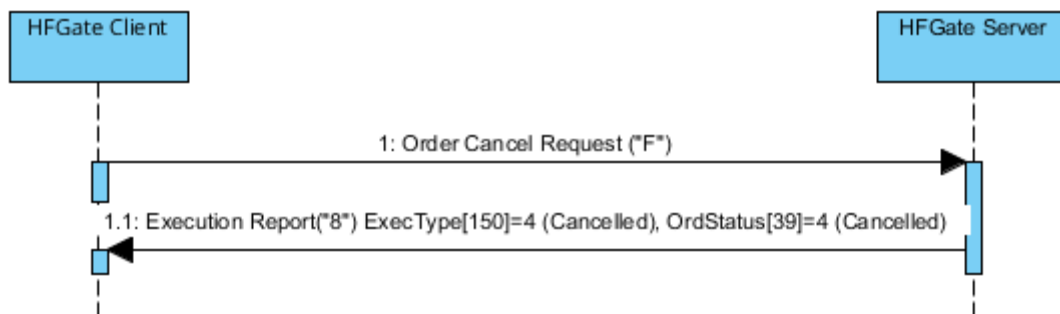 HFGate Client
HFGate Server
1: Order Cancel Request ("F")
1.1: Execution Report("8") ExecType[150]=4 (Cancelled), OrdStatus[39]=4 (Cancelled)